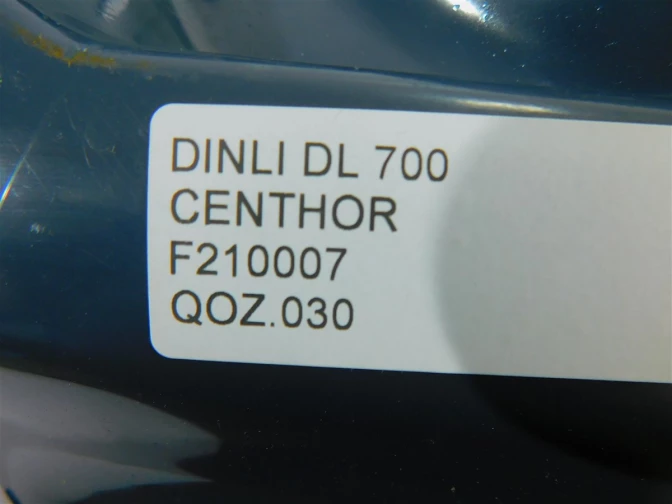 DINLI DL 700
CENTHOR
F210007
QOZ.030